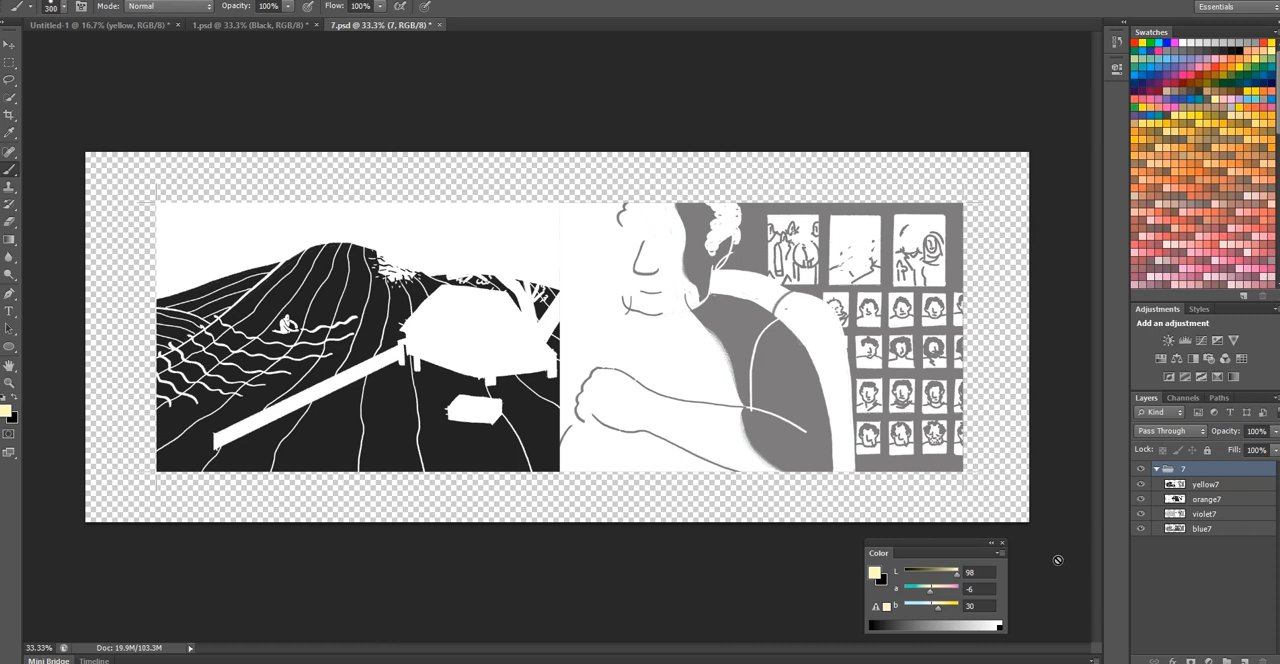 300 Mode: Normal Opacity: 100% Flow: 100% Essentials
Untitled-1 @ 16.7% (yellow, RGB/8) * × 1.psd @ 33.3% (Black, RGB/8) * × 7.psd @ 33.3% (7, RGB/8) * ×
Swatches
Adjustments Styles
Add an adjustment
Layers Channels Paths
Kind
Pass Through Opacity: 100%
Lock: Fill: 100%
7
yellow7
orange7
violet7
blue7
Color
L 98
a -6
b 30
33.33% Doc: 19.9M/103.3M
Mini Bridge Timeline